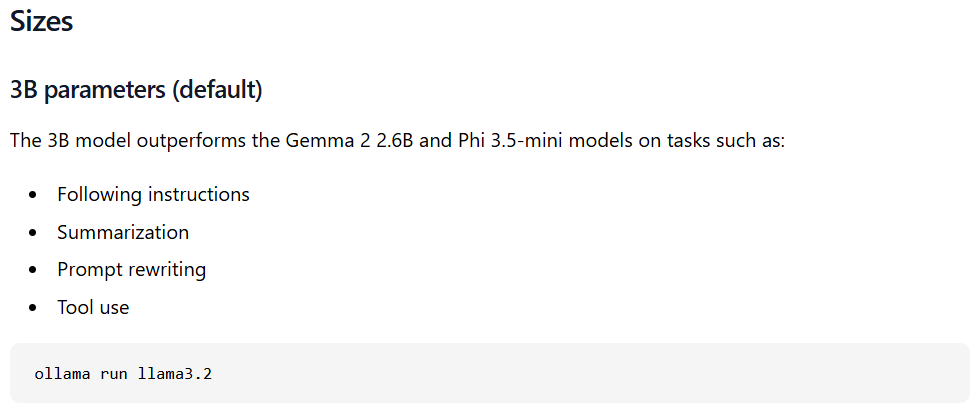 Sizes
3B parameters (default)
The 3B model outperforms the Gemma 2 2.6B and Phi 3.5-mini models on tasks such as:
• Following instructions
• Summarization
• Prompt rewriting
• Tool use
ollama run llama3.2